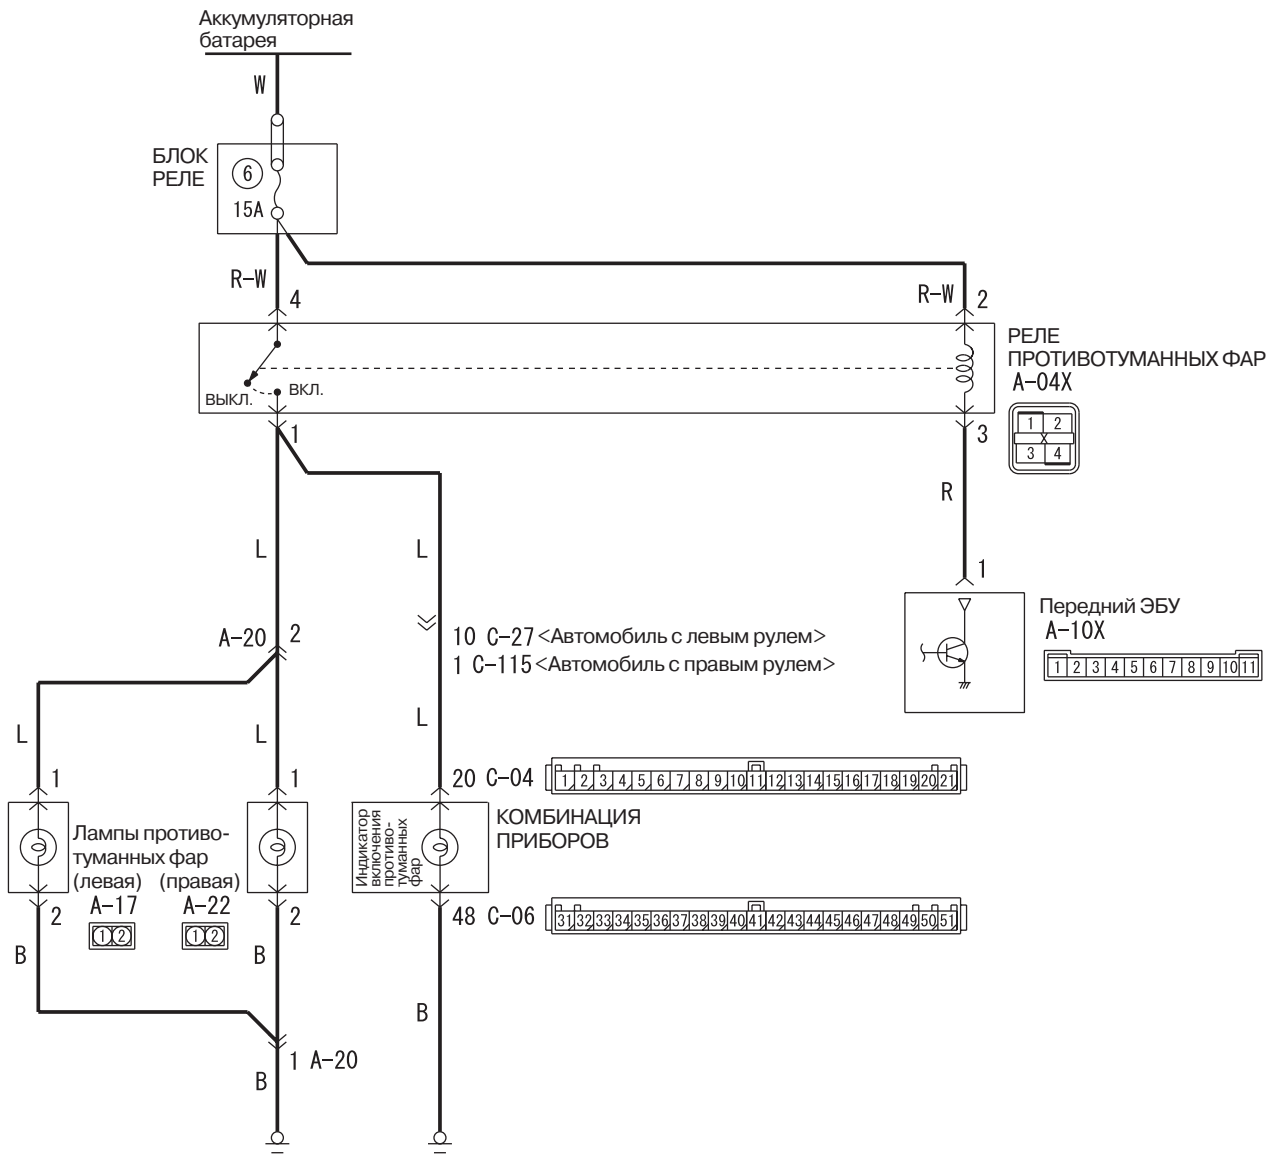 Аккумуляторная
батарея
W
БЛОК
РЕЛЕ
6
15A
R-W
4
R-W
2
РЕЛЕ
ПРОТИВОТУМАННЫХ ФАР
A-04X
1 2
X
3 4
ВЫКЛ.
ВКЛ.
1
3
R
L
L
1
Передний ЭБУ
A-10X
1 2 3 4 5 6 7 8 9 10 11
A-20
2
10 C-27 <Автомобиль с левым рулем>
1 C-115 <Автомобиль с правым рулем>
L
L
L
1
1
20 C-04
1 2 3 4 5 6 7 8 9 10 11 12 13 14 15 16 17 18 19 20 21
Лампы противо-
туманных фар
(левая) (правая)
A-17
A-22
1 2
1 2
Индикатор
включения
противо-
туманных
фар
КОМБИНАЦИЯ
ПРИБОРОВ
2
2
48 C-06
31 32 33 34 35 36 37 38 39 40 41 42 43 44 45 46 47 48 49 50 51
B
B
B
1 A-20
B